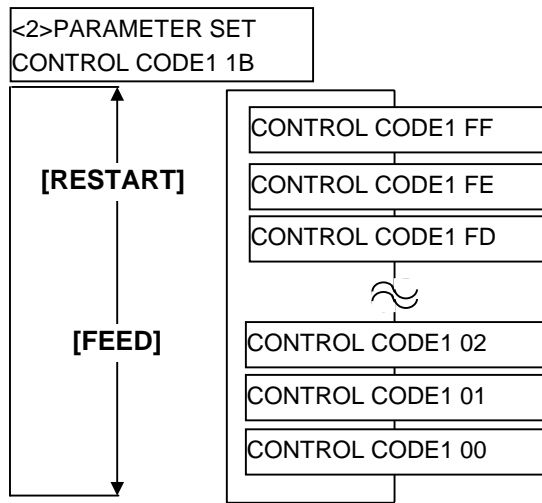 <2>PARAMETER SET
CONTROL CODE1 1B
CONTROL CODE1 FF
[RESTART]
CONTROL CODE1 FE
CONTROL CODE1 FD
[FEED]
CONTROL CODE1 02
CONTROL CODE1 01
CONTROL CODE1 00